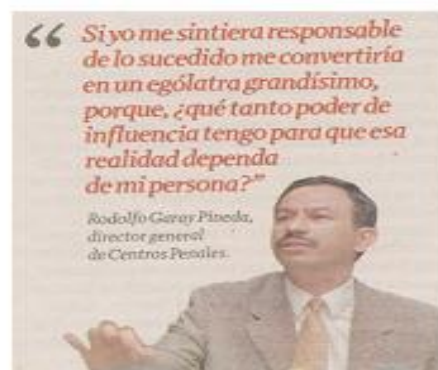 “ Si yo me sintiera responsable
de lo sucedido me convertiría
en un ególatra grandísimo,
porque, ¿qué tanto poder de
influencia tengo para que esa
realidad dependa
de mi persona?”
Rodolfo Garay Pineda,
director general
de Centros Penales.